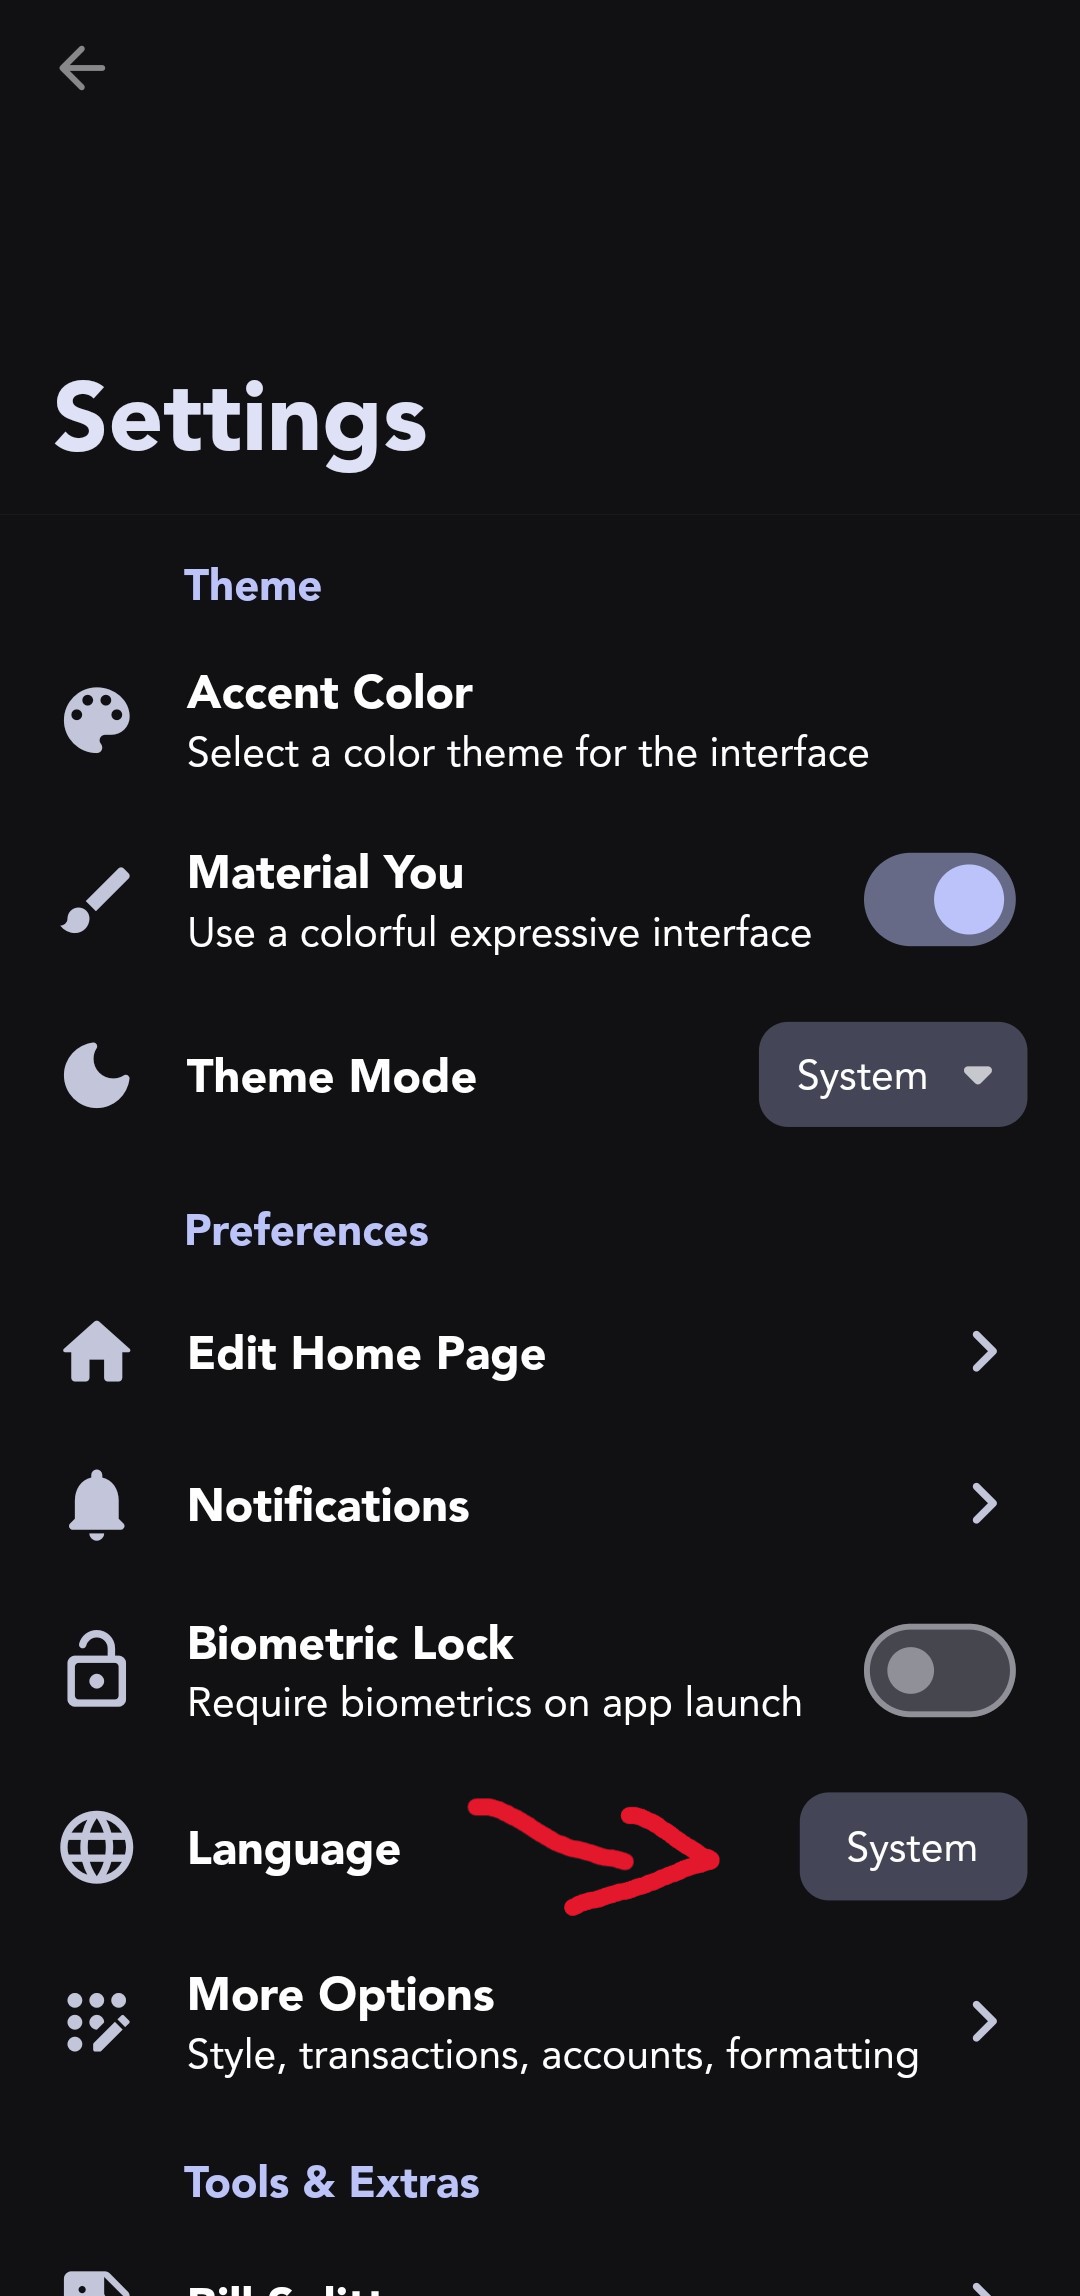 Settings
Theme
Accent Color
Select a color theme for the interface
Material You
Use a colorful expressive interface
Theme Mode
System
Preferences
Edit Home Page
Notifications
Biometric Lock
Require biometrics on app launch
Language
System
More Options
Style, transactions, accounts, formatting
Tools & Extras